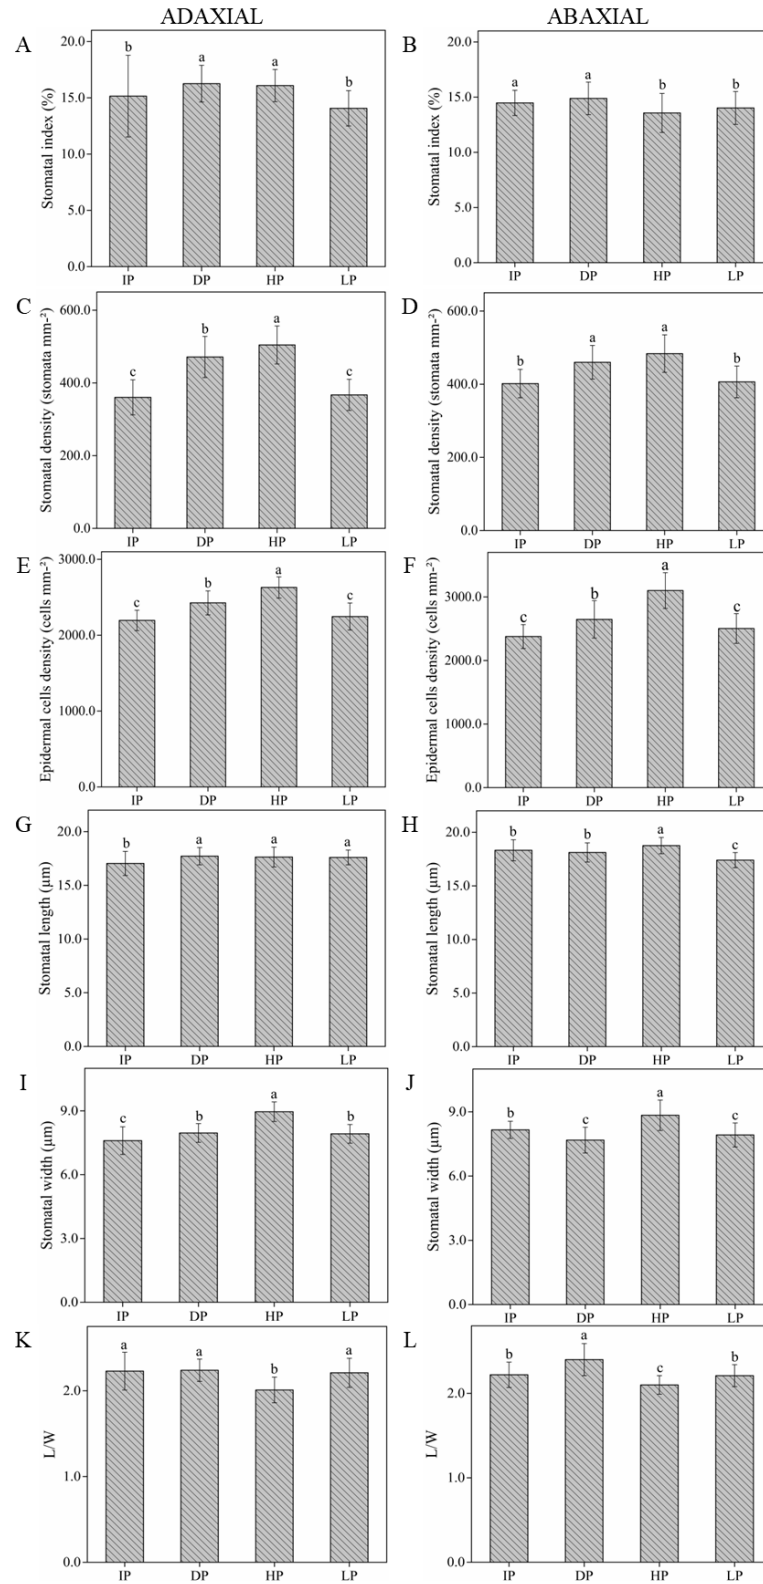 ADAXIAL
ABAXIAL
A
Stomatal index (%)
20.0
15.0
10.0
5.0
0.0
b
a
a
b
IP
DP
HP
LP
B
Stomatal index (%)
20.0
15.0
10.0
5.0
0.0
a
a
b
b
IP
DP
HP
LP
C
Stomatal density (stomata mm-²)
600.0
400.0
200.0
0.0
c
b
a
c
IP
DP
HP
LP
D
Stomatal density (stomata mm-²)
600.0
400.0
200.0
0.0
b
a
a
b
IP
DP
HP
LP
E
Epidermal cells density (cells mm-²)
3000.0
2000.0
1000.0
0.0
c
b
a
c
IP
DP
HP
LP
F
Epidermal cells density (cells mm-²)
3000.0
2000.0
1000.0
0.0
c
b
a
c
IP
DP
HP
LP
G
Stomatal length (µm)
20.0
15.0
10.0
5.0
0.0
b
a
a
a
IP
DP
HP
LP
H
Stomatal length (µm)
20.0
15.0
10.0
5.0
0.0
b
b
a
c
IP
DP
HP
LP
I
Stomatal width (µm)
9.0
6.0
3.0
0.0
c
b
a
b
IP
DP
HP
LP
J
Stomatal width (µm)
9.0
6.0
3.0
0.0
b
c
a
c
IP
DP
HP
LP
K
L/W
2.0
1.0
0.0
a
a
b
a
IP
DP
HP
LP
L
L/W
2.0
1.0
0.0
b
a
c
b
IP
DP
HP
LP